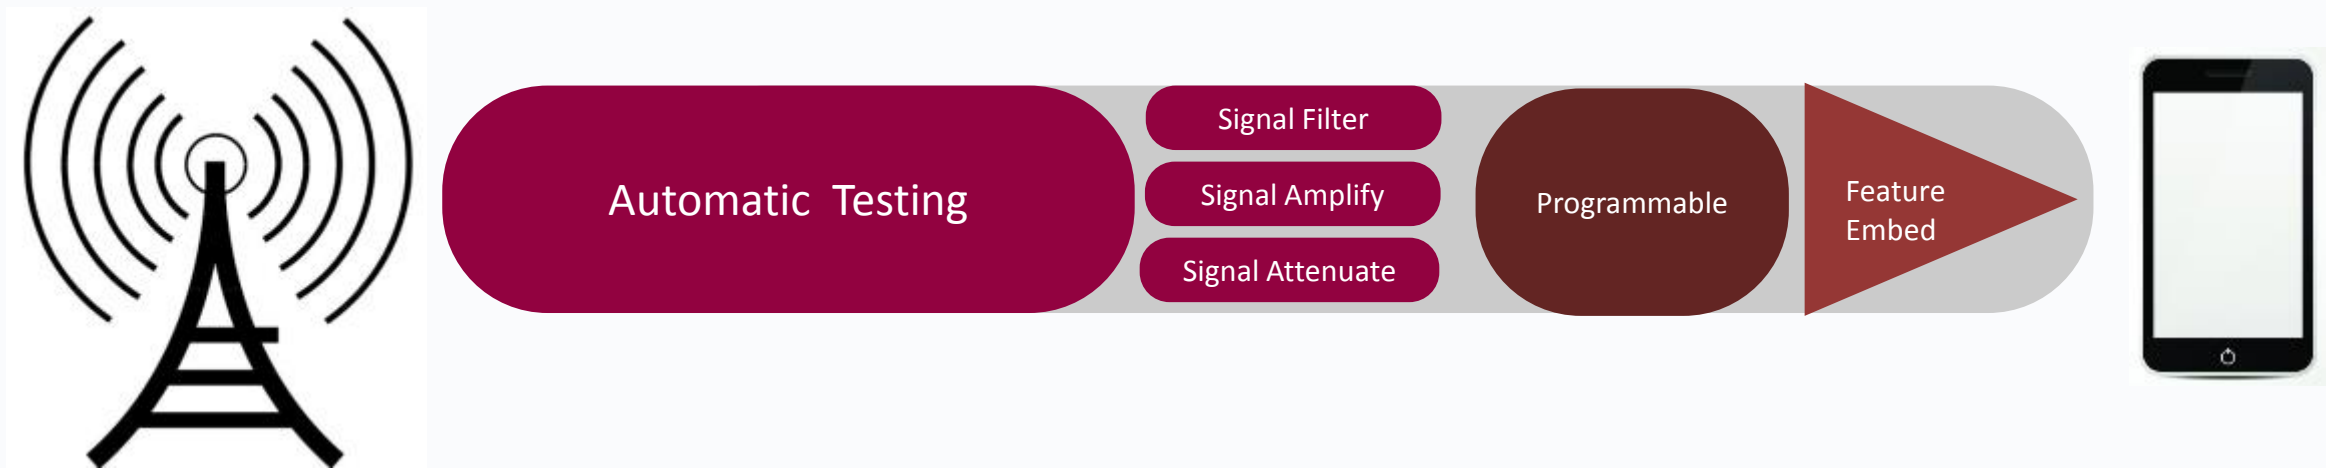 Automatic  Testing
Signal Filter
Signal Amplify
Signal Attenuate
Programmable
Feature
Embed